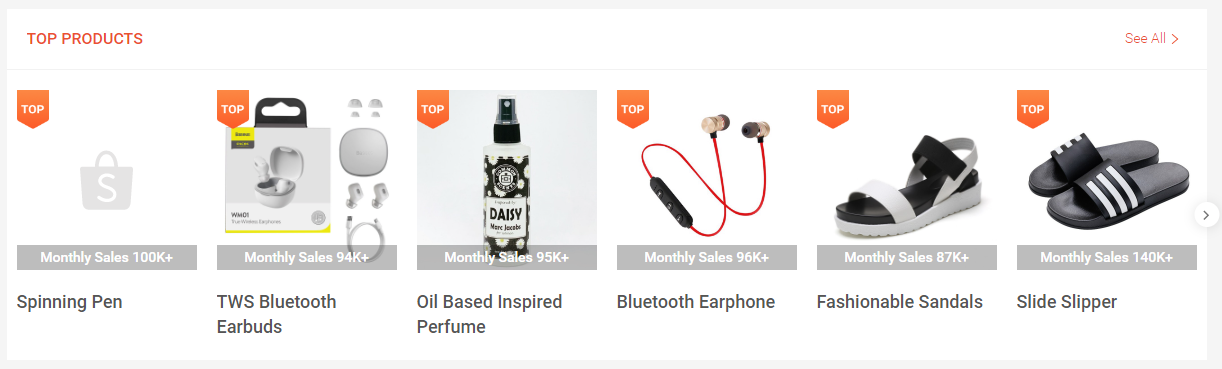 TOP PRODUCTS
See All
TOP
TOP
TOP
TOP
TOP
TOP
S
WM01
True Wireless Earphones
Inspired by
DAISY
Marc Jacobs
Monthly Sales 100K+
Monthly Sales 94K+
Monthly Sales 95K+
Monthly Sales 96K+
Monthly Sales 87K+
Monthly Sales 140K+
Spinning Pen
TWS Bluetooth
Earbuds
Oil Based Inspired
Perfume
Bluetooth Earphone
Fashionable Sandals
Slide Slipper